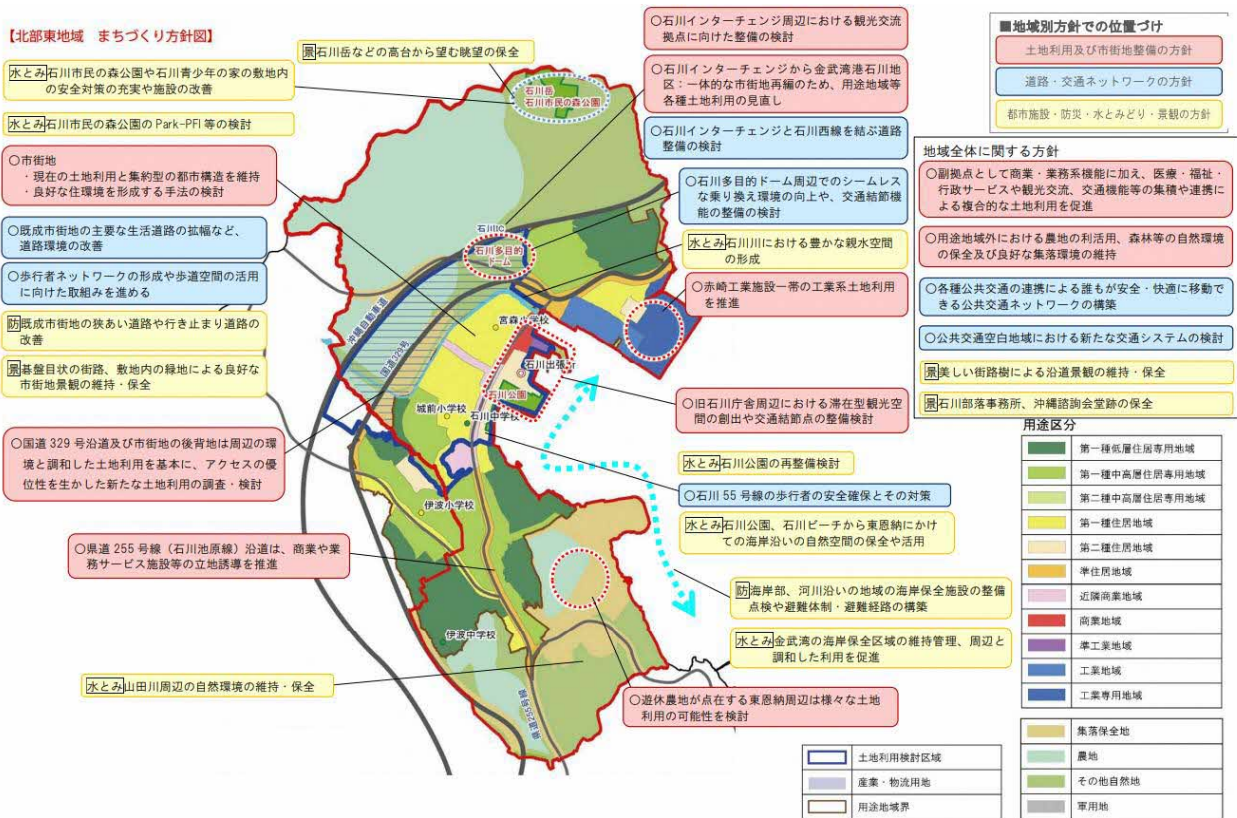 【北部東地域　まちづくり方針図】
景石川岳などの高台から望む眺望の保全
水とみ石川市民の森公園や石川青少年の家の敷地内
の安全対策の充実や施設の改善
水とみ石川市民の森公園の Park-PFI 等の検討
○市街地
・現在の土地利用と集約型の都市構造を維持
・良好な住環境を形成する手法の検討
○既成市街地の主要な生活道路の拡幅など、
道路環境の改善
○歩行者ネットワークの形成や歩道空間の活用
に向けた取組みを進める
防既成市街地の狭あい道路や行き止まり道路の
改善
景碁盤目状の街路、敷地内の緑地による良好な
市街地景観の維持・保全
○国道 329 号沿道及び市街地の後背地は周辺の環
境と調和した土地利用を基本に、アクセスの優
位性を生かした新たな土地利用の調査・検討
○県道 255 号線（石川池原線）沿道は、商業や業
務サービス施設等の立地誘導を推進
水とみ山田川周辺の自然環境の維持・保全
石川岳
石川市民の森公園
石川IC
石川多目的
ドーム
沖縄自動車道
国道329号
宮森小学校
石川出張
石川公園
城前小学校
石川中学校
伊波小学校
伊波中学校
県道255号線
○石川インターチェンジ周辺における観光交流
拠点に向けた整備の検討
○石川インターチェンジから金武湾港石川地
区：一体的な市街地再編のため、用途地域等
各種土地利用の見直し
○石川インターチェンジと石川西線を結ぶ道路
整備の検討
○石川多目的ドーム周辺でのシームレス
な乗り換え環境の向上や、交通結節機
能の整備の検討
水とみ石川川における豊かな親水空間
の形成
○赤崎工業施設一帯の工業系土地利用
を推進
○旧石川庁舎周辺における滞在型観光空
間の創出や交通結節点の整備検討
水とみ石川公園の再整備検討
○石川 55 号線の歩行者の安全確保とその対策
水とみ石川公園、石川ビーチから東恩納にかけ
ての海岸沿いの自然空間の保全や活用
防海岸部、河川沿いの地域の海岸保全施設の整備
点検や避難体制・避難経路の構築
水とみ金武湾の海岸保全区域の維持管理、周辺と
調和した利用を促進
○遊休農地が点在する東恩納周辺は様々な土地
利用の可能性を検討
■地域別方針での位置づけ
土地利用及び市街地整備の方針
道路・交通ネットワークの方針
都市施設・防災・水とみどり・景観の方針
地域全体に関する方針
○副拠点として商業・業務系機能に加え、医療・福祉・
行政サービスや観光交流、交通機能等の集積や連携に
よる複合的な土地利用を促進
○用途地域外における農地の利活用、森林等の自然環境
の保全及び良好な集落環境の維持
○各種公共交通の連携による誰もが安全・快適に移動で
きる公共交通ネットワークの構築
○公共交通空白地域における新たな交通システムの検討
景美しい街路樹による沿道景観の維持・保全
景石川部落事務所、沖縄諮詢会堂跡の保全
用途区分
第一種低層住居専用地域
第一種中高層住居専用地域
第二種中高層住居専用地域
第一種住居地域
第二種住居地域
準住居地域
近隣商業地域
商業地域
準工業地域
工業地域
工業専用地域
集落保全地
農地
その他自然地
軍用地
土地利用検討区域
産業・物流用地
用途地域界